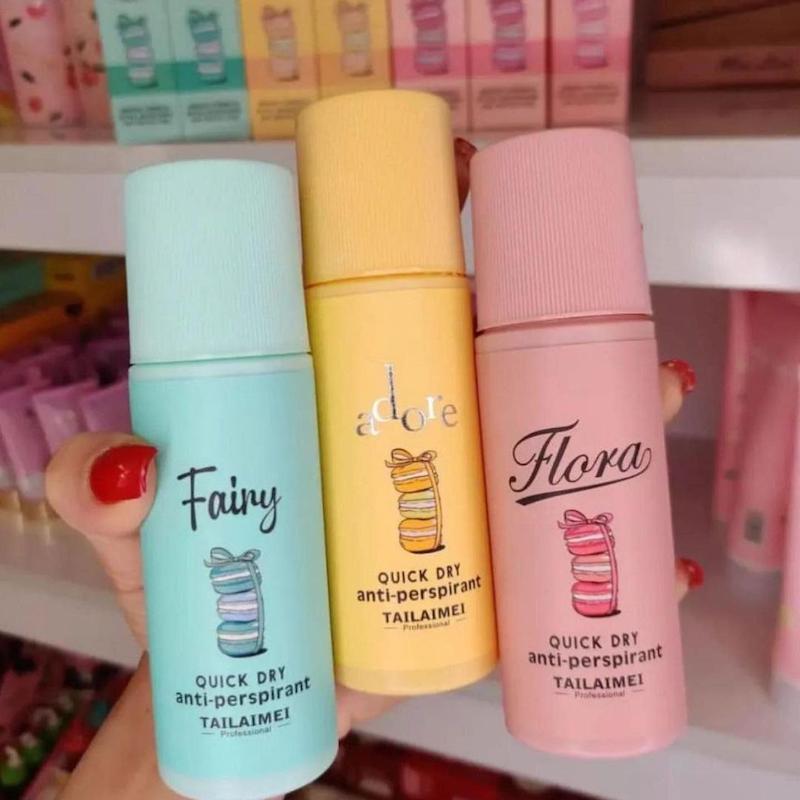 Fairy
QUICK DRY
anti-perspirant
TAILAIMEI
Professional
adore
QUICK DRY
anti-perspirant
TAILAIMEI
Professional
Flora
QUICK DRY
anti-perspirant
TAILAIMEI
Professional